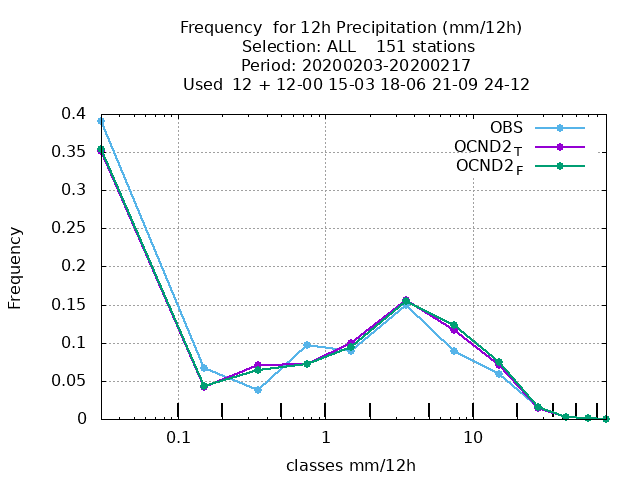 Frequency  for 12h Precipitation (mm/12h)
Selection: ALL    151 stations
Period: 20200203-20200217
Used  12 + 12-00 15-03 18-06 21-09 24-12
OBS
OCND2T
OCND2F
0.4
0.35
0.3
0.25
0.2
0.15
0.1
0.05
0
Frequency
0.1 1 10
classes mm/12h